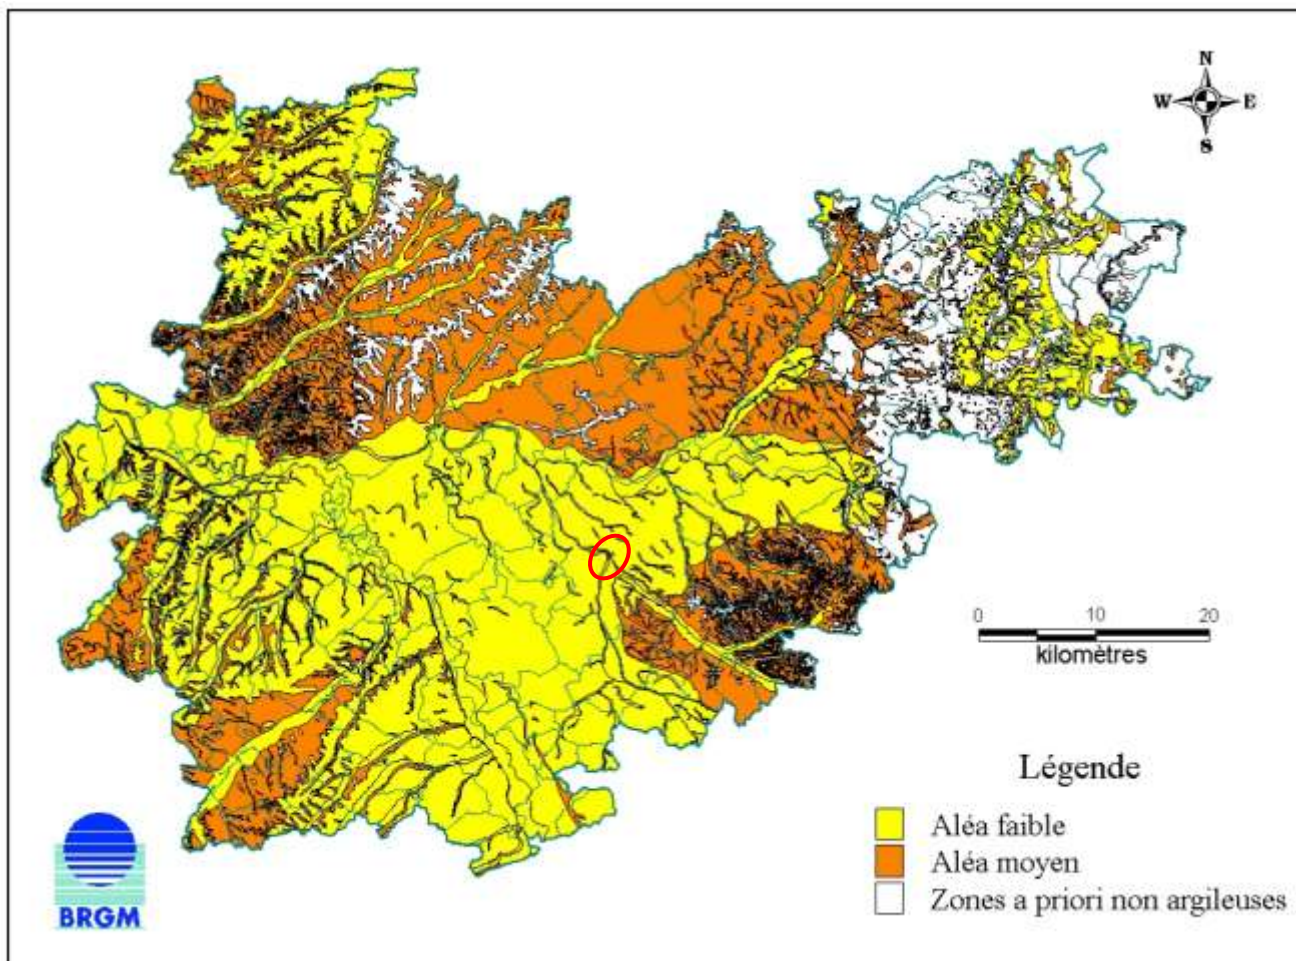 N
W E
S
0 10 20
kilomètres
Légende
Aléa faible
Aléa moyen
Zones a priori non argileuses
BRGM